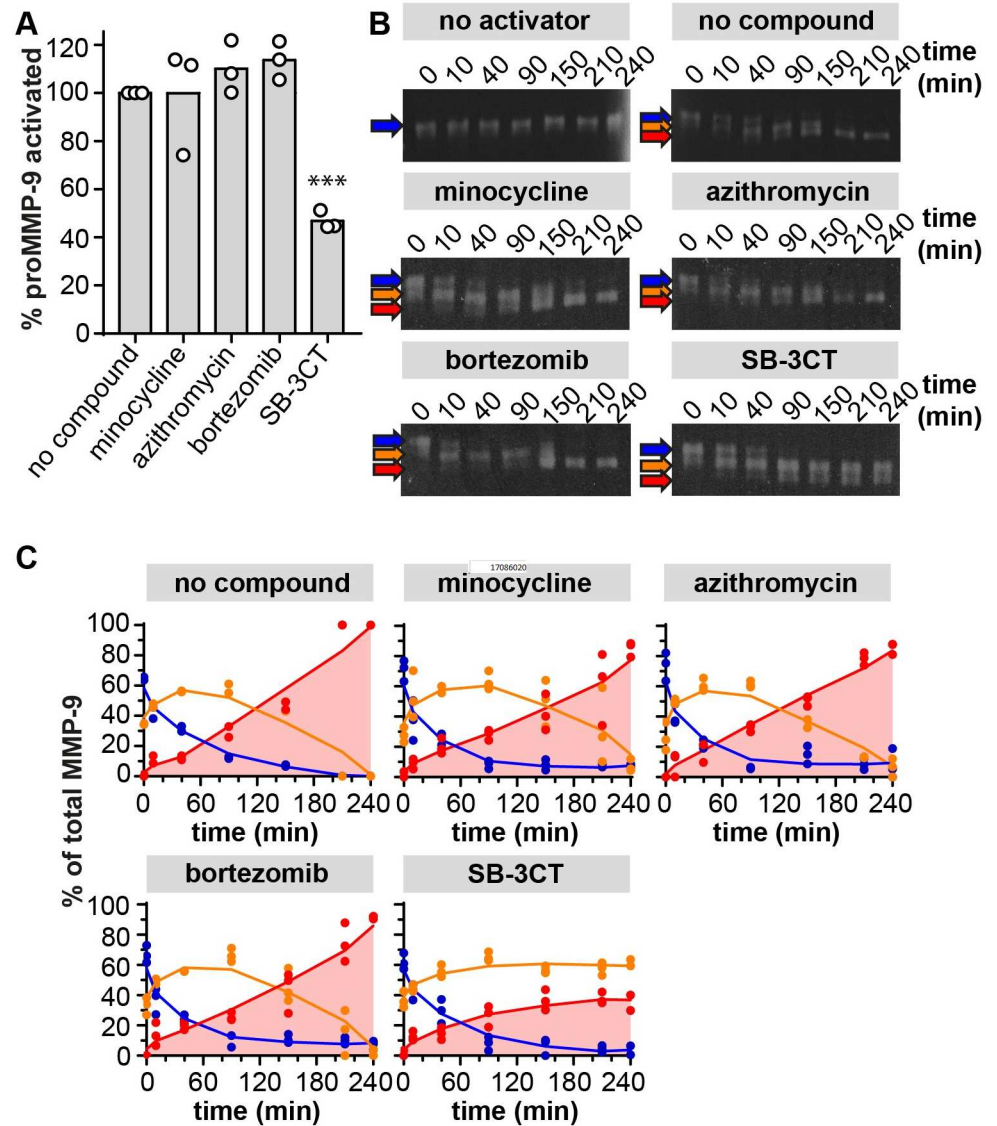 A
% proMMP-9 activated
120
100
80
60
40
20
0
***
no compound
minocycline
azithromycin
bortezomib
SB-3CT
B
no activator
0 10 40 90 150 210 240
no compound
0 10 40 90 150 210 240
time
(min)
minocycline
0 10 40 90 150 210 240
azithromycin
0 10 40 90 150 210 240
time
(min)
bortezomib
0 10 40 90 150 210 240
SB-3CT
0 10 40 90 150 210 240
time
(min)
C
17086020
% of total MMP-9
no compound
100
80
60
40
20
0
0 60 120 180 240
time (min)
minocycline
0 60 120 180 240
time (min)
azithromycin
0 60 120 180 240
time (min)
bortezomib
100
80
60
40
20
0
0 60 120 180 240
time (min)
SB-3CT
0 60 120 180 240
time (min)